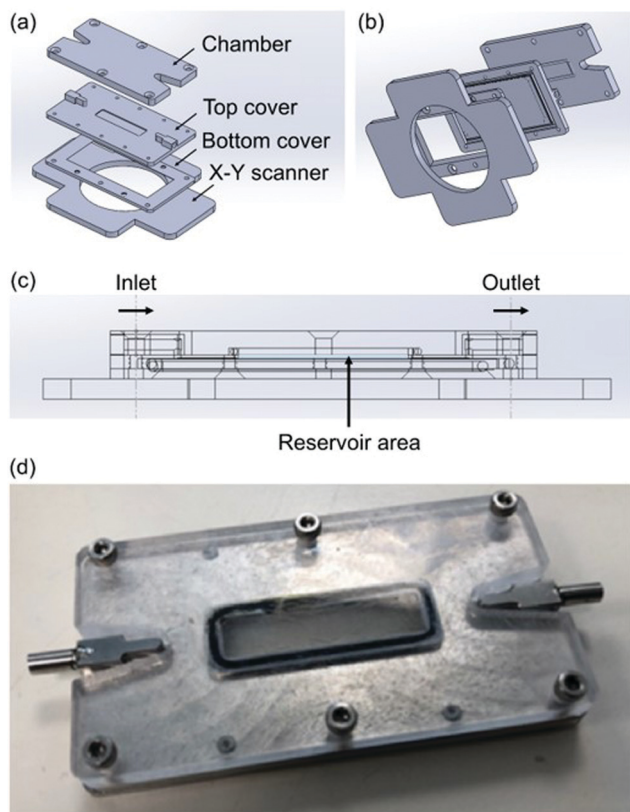 (a)
Chamber
Top cover
Bottom cover
X-Y scanner
(b)
(c)
Inlet
Outlet
Reservoir area
(d)